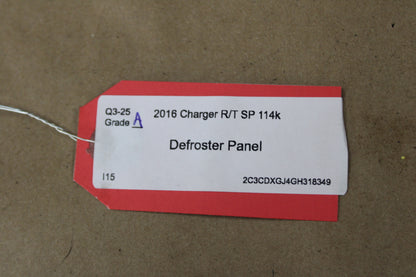 Q3-25
Grade A
2016 Charger R/T SP 114k
Defroster Panel
I15
2C3CDXGJ4GH318349